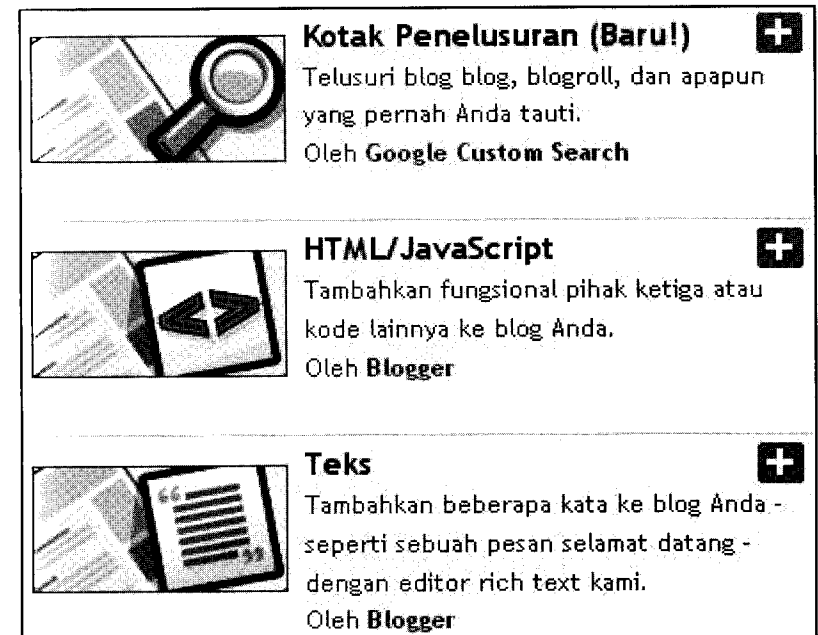 Kotak Penelusuran (Baru!)
Telusuri blog blog, blogroll, dan apapun
yang pernah Anda tauti.
Oleh Google Custom Search
HTML/JavaScript
Tambahkan fungsional pihak ketiga atau
kode lainnya ke blog Anda.
Oleh Blogger
Teks
Tambahkan beberapa kata ke blog Anda -
seperti sebuah pesan selamat datang -
dengan editor rich text kami.
Oleh Blogger